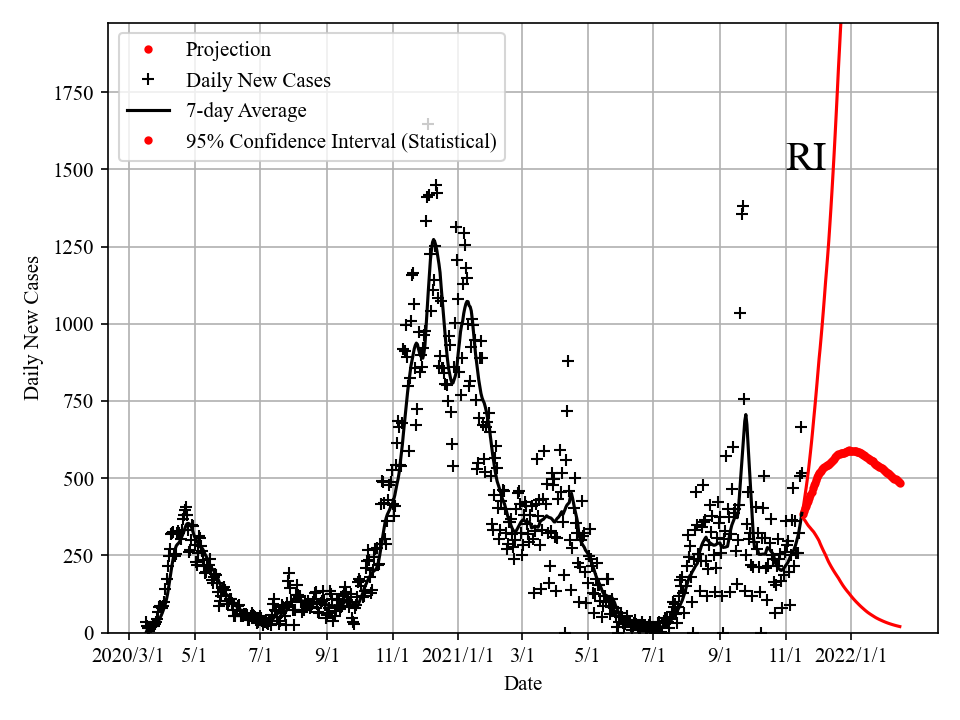 Projection
Daily New Cases
7-day Average
95% Confidence Interval (Statistical)
RI
Daily New Cases
1750
1500
1250
1000
750
500
250
0
2020/3/1 5/1 7/1 9/1 11/1 2021/1/1 3/1 5/1 7/1 9/1 11/1 2022/1/1
Date